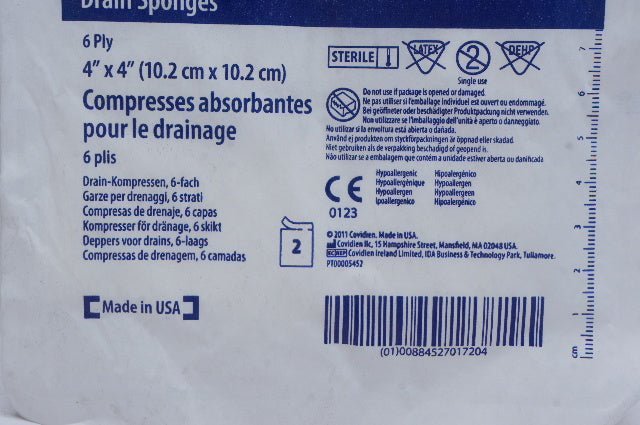 Drain Sponges
6 Ply
4” x 4” (10.2 cm x 10.2 cm)
Compresses absorbantes
pour le drainage
6 plis
Drain-Kompressen, 6-fach
Garze per drenaggi, 6 strati
Compresas de drenaje, 6 capas
Kompresser för dränage, 6 skikt
Deppers voor drains, 6-laags
Compressas de drenagem, 6 camadas
2
Made in USA
STERILE
LATEX
2
DEHP
Single use
Do not use if package is opened or damaged.
Ne pas utiliser si l'emballage individuel est ouvert ou endommagé.
Bei geöffneter oder beschädigter Produktpackung nicht verwenden.
Non utilizzare se l'imballaggio dell'unità è aperto o danneggiato.
No utilizar si la envoltura está abierta o dañada.
Använd ej produkten om styckförpackningen är öppnad eller skadad.
Niet gebruiken als de verpakking beschadigd of geopend is.
Não utilizar se a embalagem que contém a unidade estiver aberta ou danificada
CE
0123
Hypoallergenic Hipoalergénico
Hypoallergénique Hypoallergen
Hypoallergen Hypoallergeen
Ipoallergenico Hipoalergénico
© 2011 Covidien. Made in USA.
Covidien llc, 15 Hampshire Street, Mansfield, MA 02048 USA.
EC REP Covidien Ireland Limited, IDA Business & Technology Park, Tullamore.
PT00005452
(01)00884527017204
7
6
5
4
3
2
1
cm